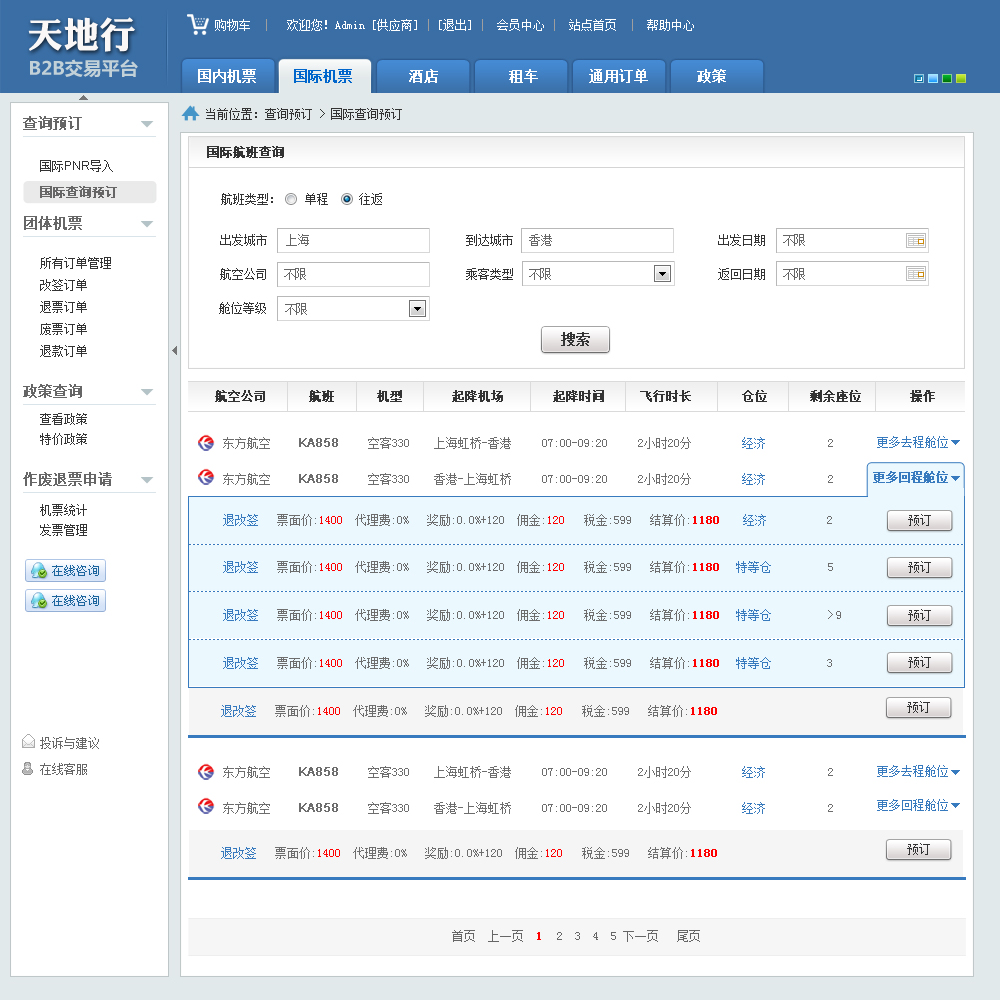 天地行
B2B交易平台
购物车 | 欢迎您! Admin [供应商] | [退出] | 会员中心 | 站点首页 | 帮助中心
国内机票 国际机票 酒店 租车 通用订单 政策
当前位置: 查询预订 > 国际查询预订
查询预订
国际PNR导入
国际查询预订
团体机票
所有订单管理
改签订单
退票订单
废票订单
退款订单
政策查询
查看政策
特价政策
作废退票申请
机票统计
发票管理
在线咨询
在线咨询
投诉与建议
在线客服
国际航班查询
航班类型: 单程 往返
出发城市 上海 到达城市 香港 出发日期 不限
航空公司 不限 乘客类型 不限 返回日期 不限
舱位等级 不限
搜索
航空公司 航班 机型 起降机场 起降时间 飞行时长 仓位 剩余座位 操作
东方航空 KA858 空客330 上海虹桥-香港 07:00-09:20 2小时20分 经济 2 更多去程舱位
东方航空 KA858 空客330 香港-上海虹桥 07:00-09:20 2小时20分 经济 2 更多回程舱位
退改签 票面价:1400 代理费:0% 奖励:0.0%+120 佣金:120 税金:599 结算价:1180 经济 2 预订
退改签 票面价:1400 代理费:0% 奖励:0.0%+120 佣金:120 税金:599 结算价:1180 特等仓 5 预订
退改签 票面价:1400 代理费:0% 奖励:0.0%+120 佣金:120 税金:599 结算价:1180 特等仓 >9 预订
退改签 票面价:1400 代理费:0% 奖励:0.0%+120 佣金:120 税金:599 结算价:1180 特等仓 3 预订
退改签 票面价:1400 代理费:0% 奖励:0.0%+120 佣金:120 税金:599 结算价:1180 预订
东方航空 KA858 空客330 上海虹桥-香港 07:00-09:20 2小时20分 经济 2 更多去程舱位
东方航空 KA858 空客330 香港-上海虹桥 07:00-09:20 2小时20分 经济 2 更多回程舱位
退改签 票面价:1400 代理费:0% 奖励:0.0%+120 佣金:120 税金:599 结算价:1180 预订
首页 上一页 1 2 3 4 5 下一页 尾页